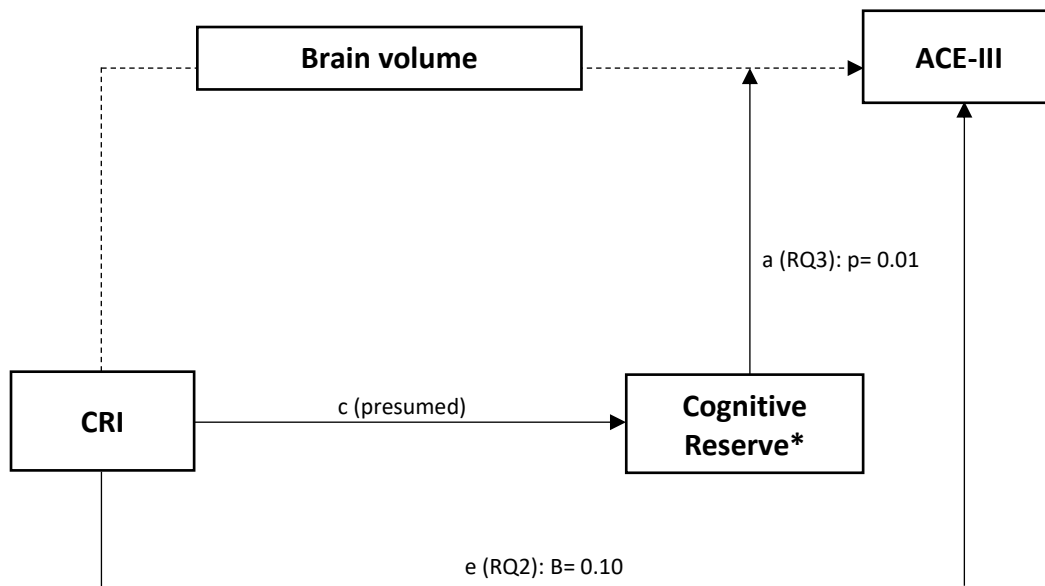 Brain volume
ACE-III
a (RQ3): p= 0.01
CRI
c (presumed)
Cognitive
Reserve*
e (RQ2): B= 0.10